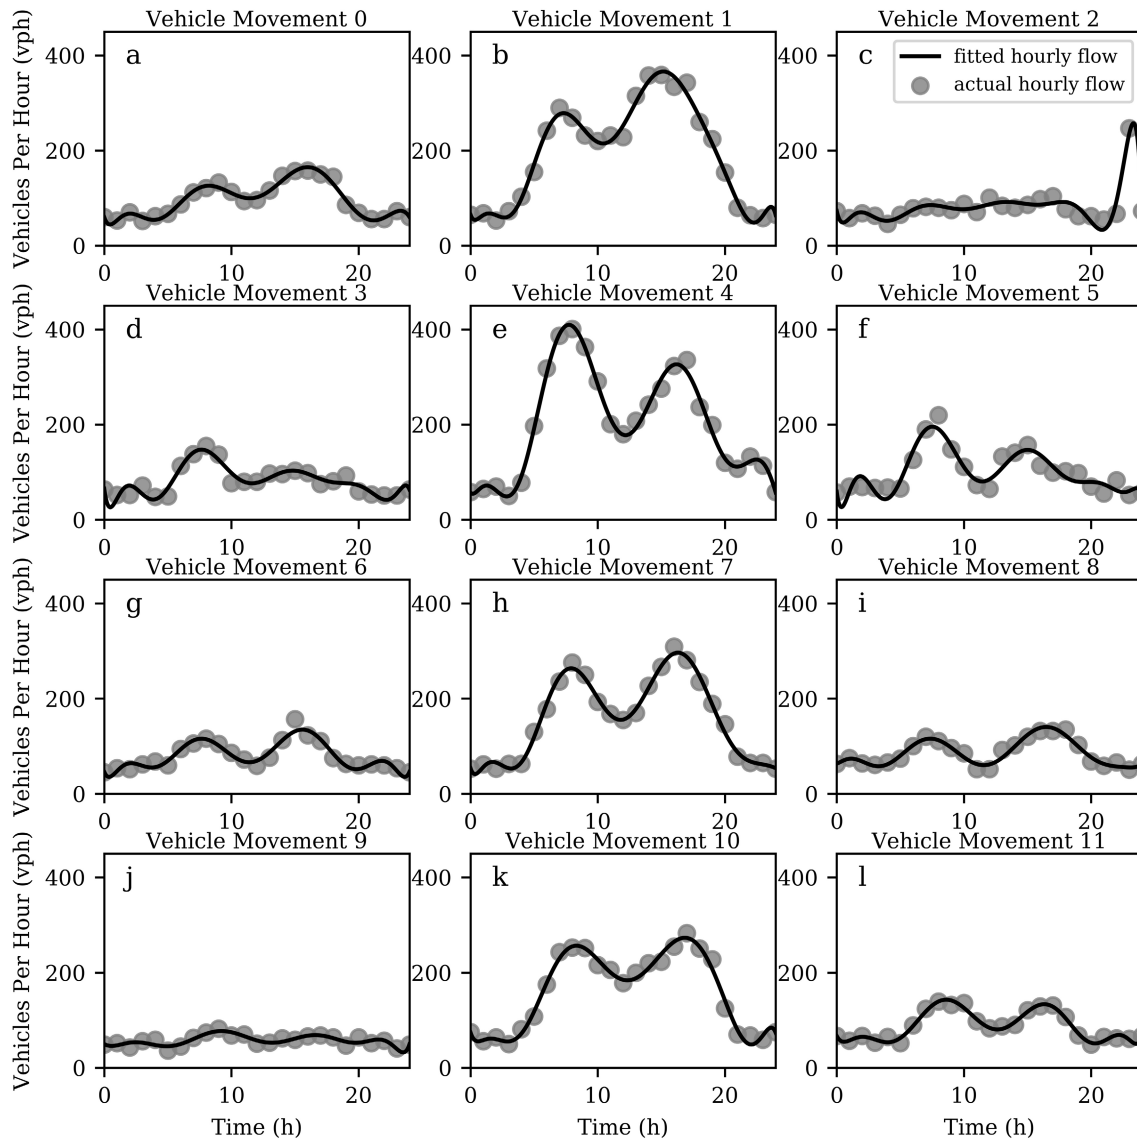 Vehicle Movement 0 Vehicle Movement 1 Vehicle Movement 2
Vehicles Per Hour (vph)
a b c
fitted hourly flow
actual hourly flow
400 400 400
200 200 200
0 0 0
0 10 20 0 10 20 0 10 20
Vehicle Movement 3 Vehicle Movement 4 Vehicle Movement 5
Vehicles Per Hour (vph)
d e f
400 400 400
200 200 200
0 0 0
0 10 20 0 10 20 0 10 20
Vehicle Movement 6 Vehicle Movement 7 Vehicle Movement 8
Vehicles Per Hour (vph)
g h i
400 400 400
200 200 200
0 0 0
0 10 20 0 10 20 0 10 20
Vehicle Movement 9 Vehicle Movement 10 Vehicle Movement 11
Vehicles Per Hour (vph)
j k l
400 400 400
200 200 200
0 0 0
0 10 20 0 10 20 0 10 20
Time (h) Time (h) Time (h)